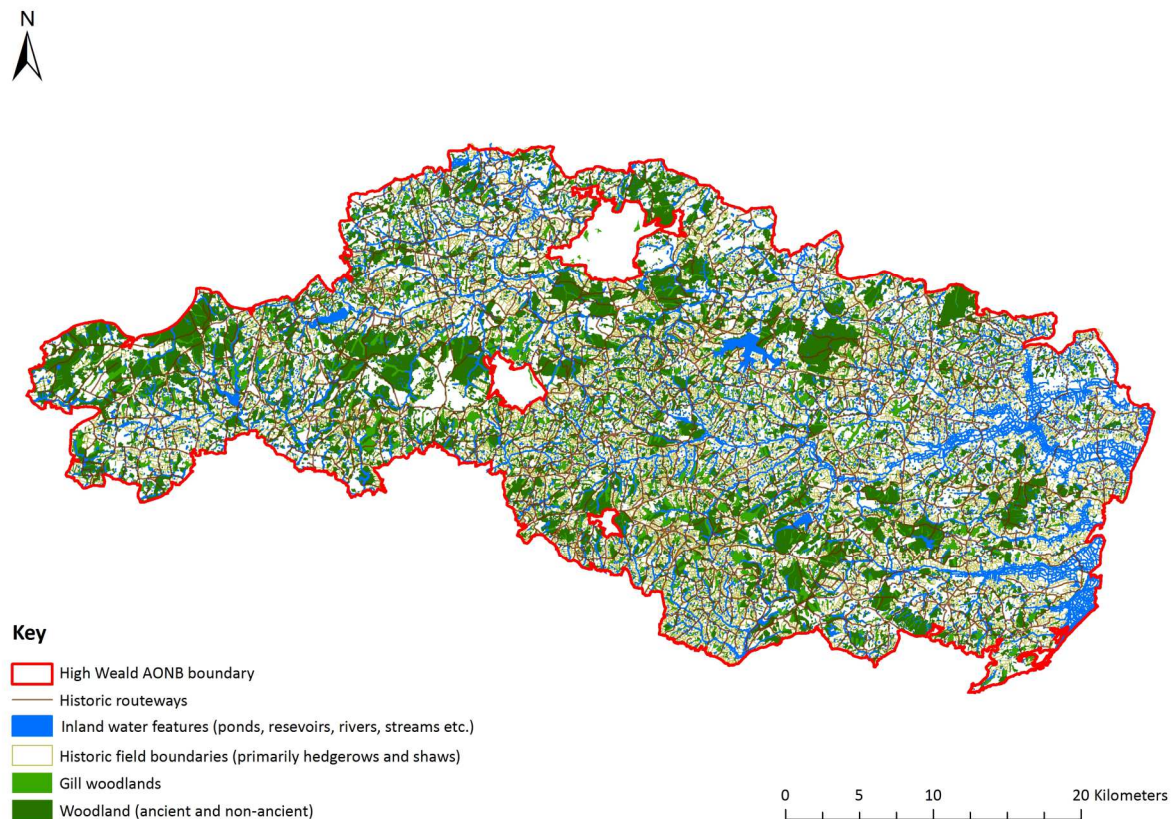 N
Key
High Weald AONB boundary
Historic routeways
Inland water features (ponds, resevoirs, rivers, streams etc.)
Historic field boundaries (primarily hedgerows and shaws)
Gill woodlands
Woodland (ancient and non-ancient)
0 5 10 20 Kilometers